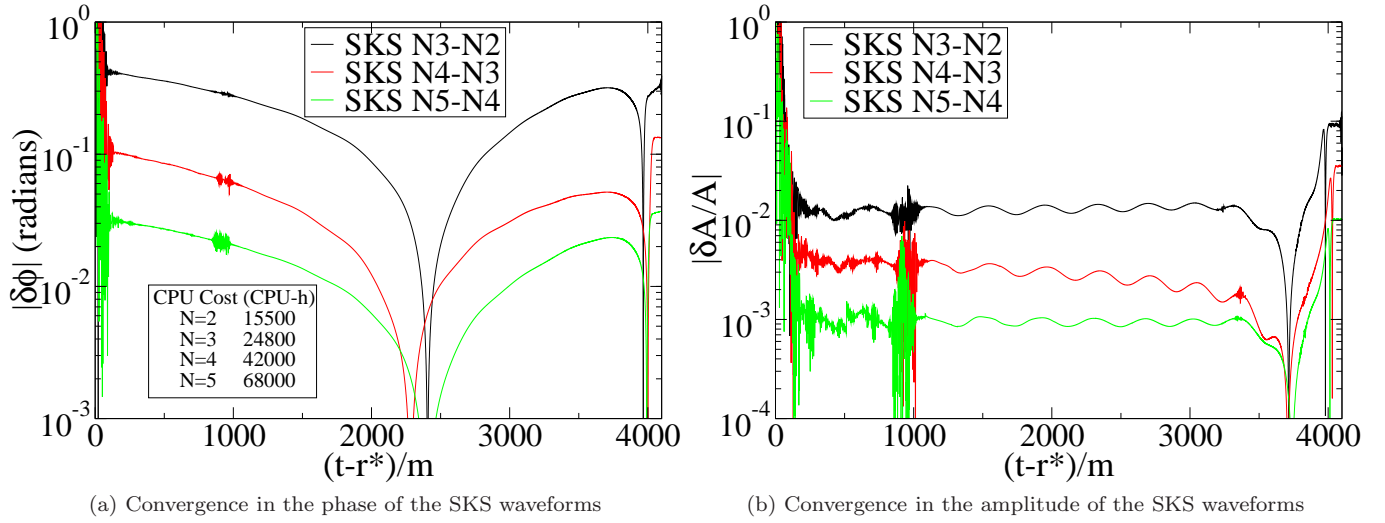 10^0
10^-1
10^-2
10^-3
|δϕ| (radians)
SKS N3-N2
SKS N4-N3
SKS N5-N4
CPU Cost (CPU-h)
N=2 15500
N=3 24800
N=4 42000
N=5 68000
0 1000 2000 3000 4000
(t-r*)/m
(a) Convergence in the phase of the SKS waveforms
10^0
10^-1
10^-2
10^-3
10^-4
|δA/A|
SKS N3-N2
SKS N4-N3
SKS N5-N4
0 1000 2000 3000 4000
(t-r*)/m
(b) Convergence in the amplitude of the SKS waveforms